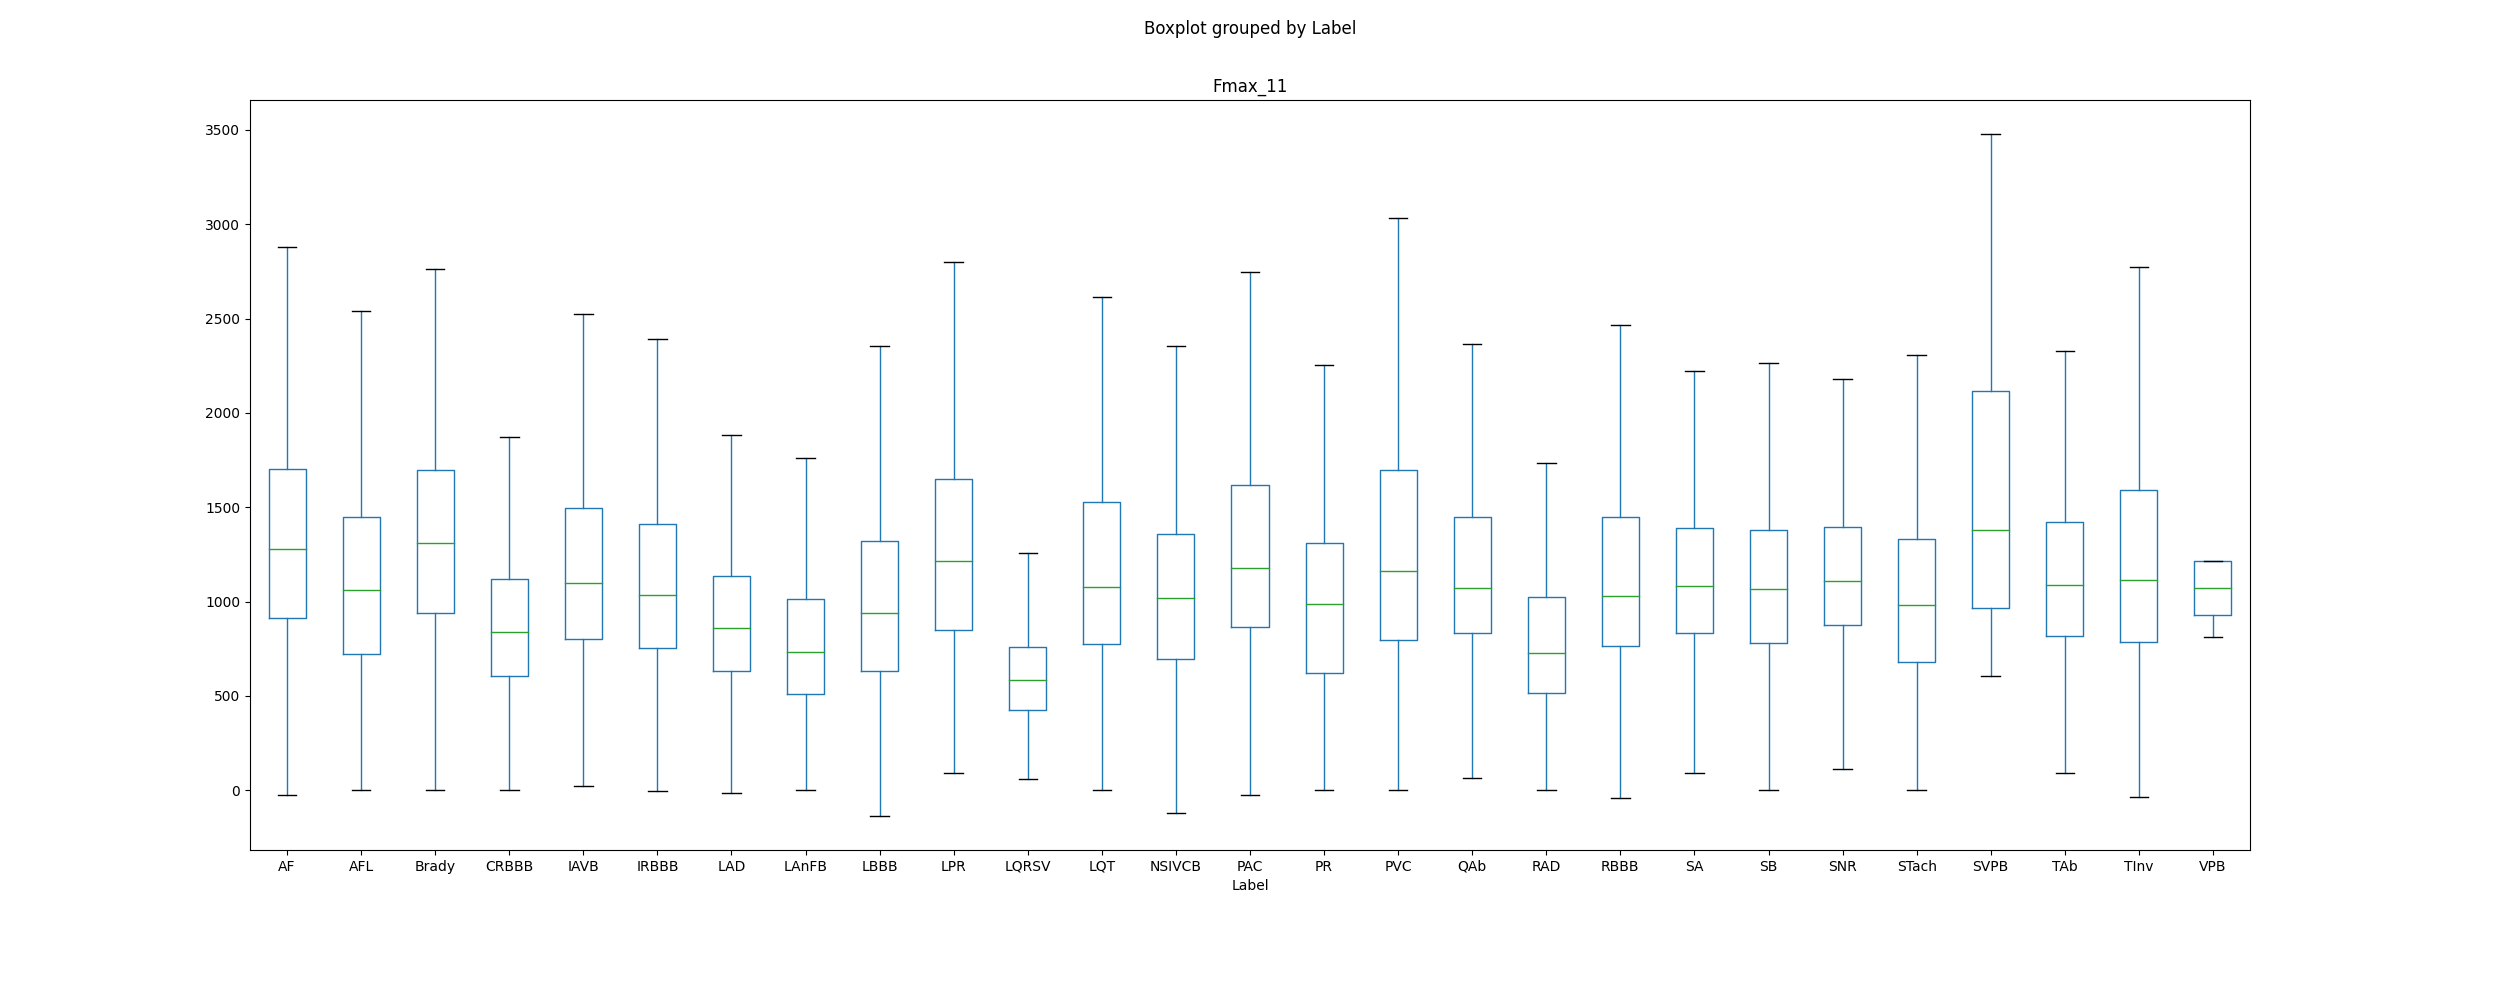 Boxplot grouped by Label
Fmax_11
3500
3000
2500
2000
1500
1000
500
0
AF AFL Brady CRBBB IAVB IRBBB LAD LAnFB LBBB LPR LQRSV LQT NSIVCB PAC PR PVC QAb RAD RBBB SA SB SNR STach SVPB TAb TInv VPB
Label